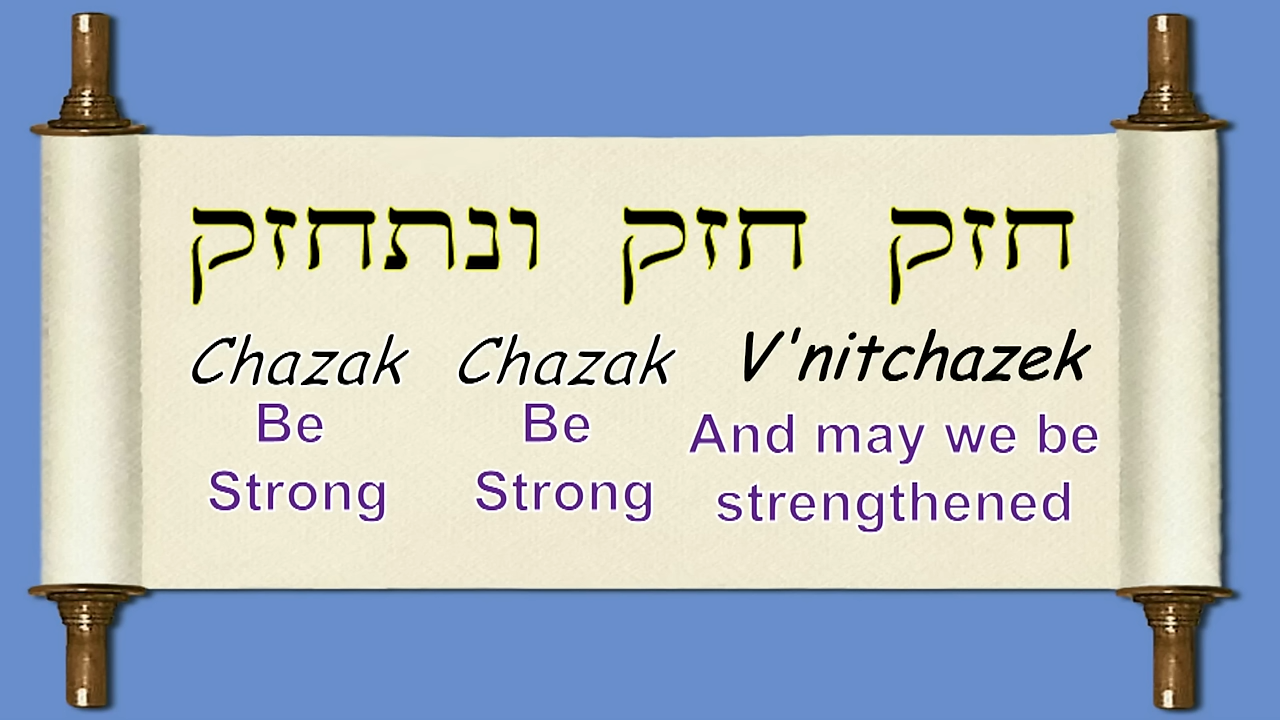 חזק חזק ונתחזק
Chazak Chazak V'nitchazek
Be Be And may we be
Strong Strong strengthened